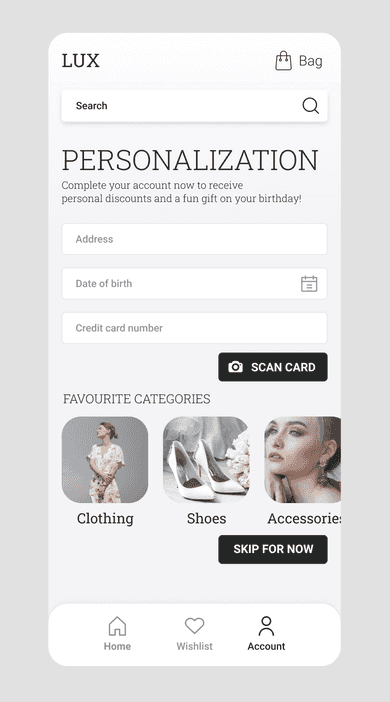 LUX
Bag
Search
PERSONALIZATION
Complete your account now to receive
personal discounts and a fun gift on your birthday!
Address
Date of birth
Credit card number
SCAN CARD
FAVOURITE CATEGORIES
Clothing
Shoes
Accessories
SKIP FOR NOW
Home
Wishlist
Account